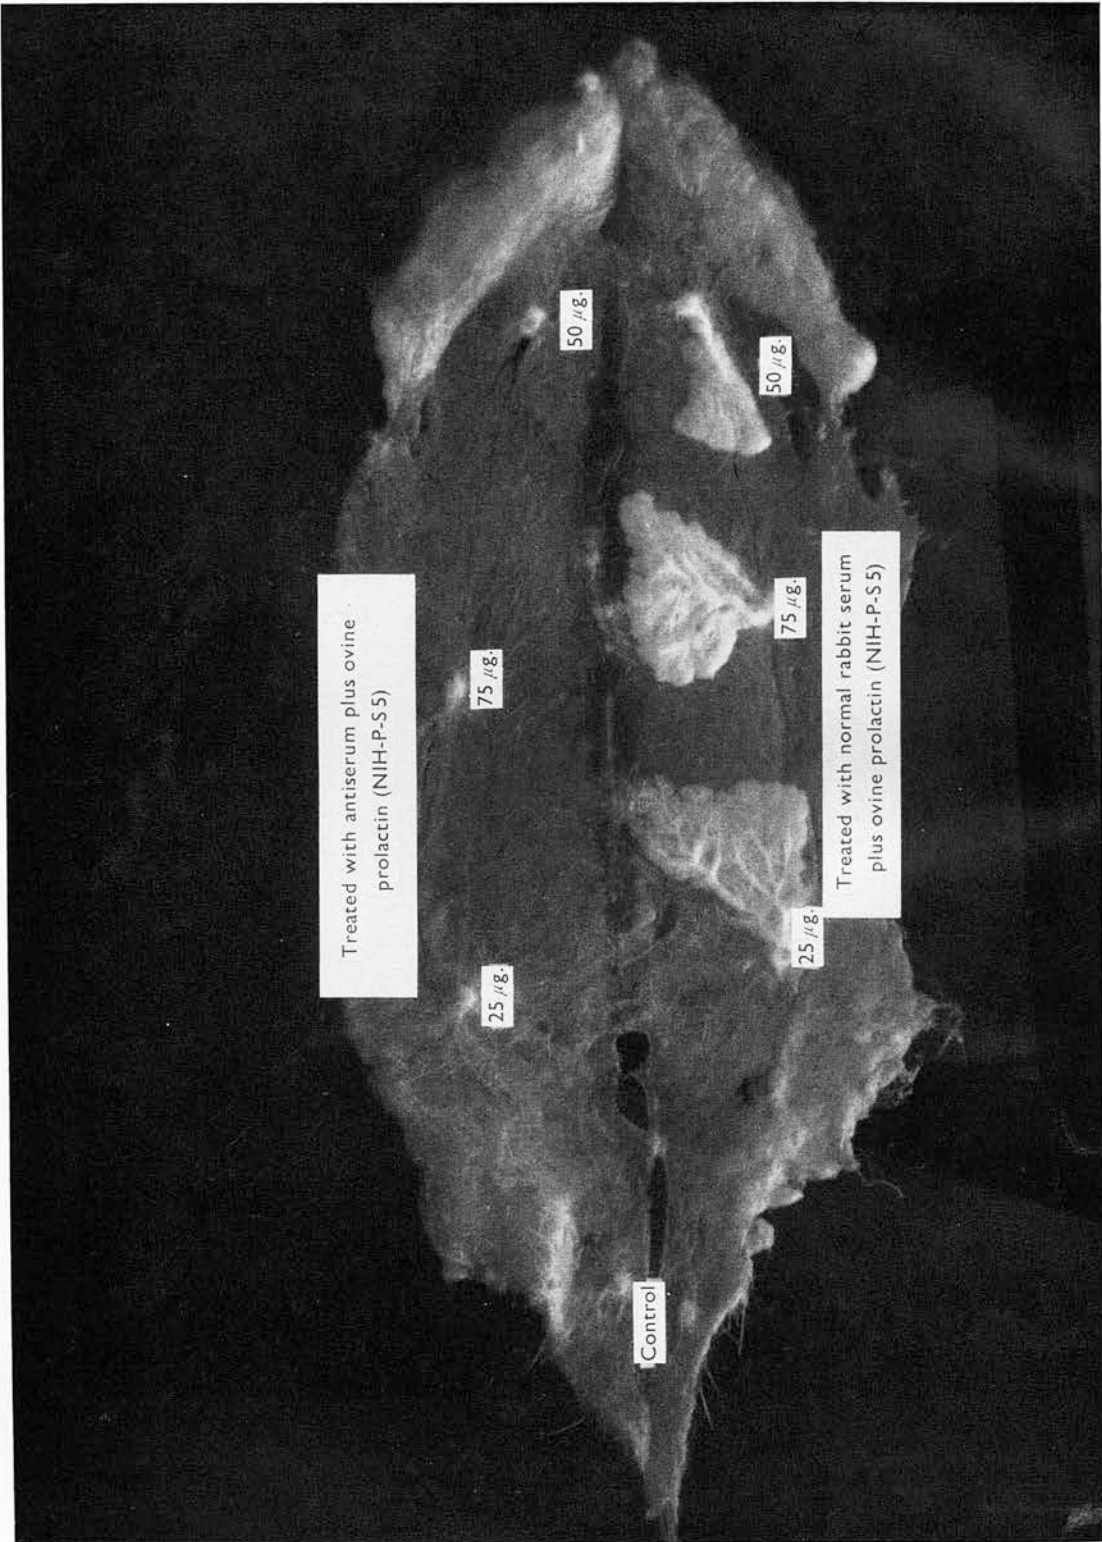 Treated with antiserum plus ovine
prolactin (NIH-P-S 5)
25 μg.
75 μg.
50 μg.
Control
25 μg.
75 μg.
50 μg.
Treated with normal rabbit serum
plus ovine prolactin (NIH-P-S5)